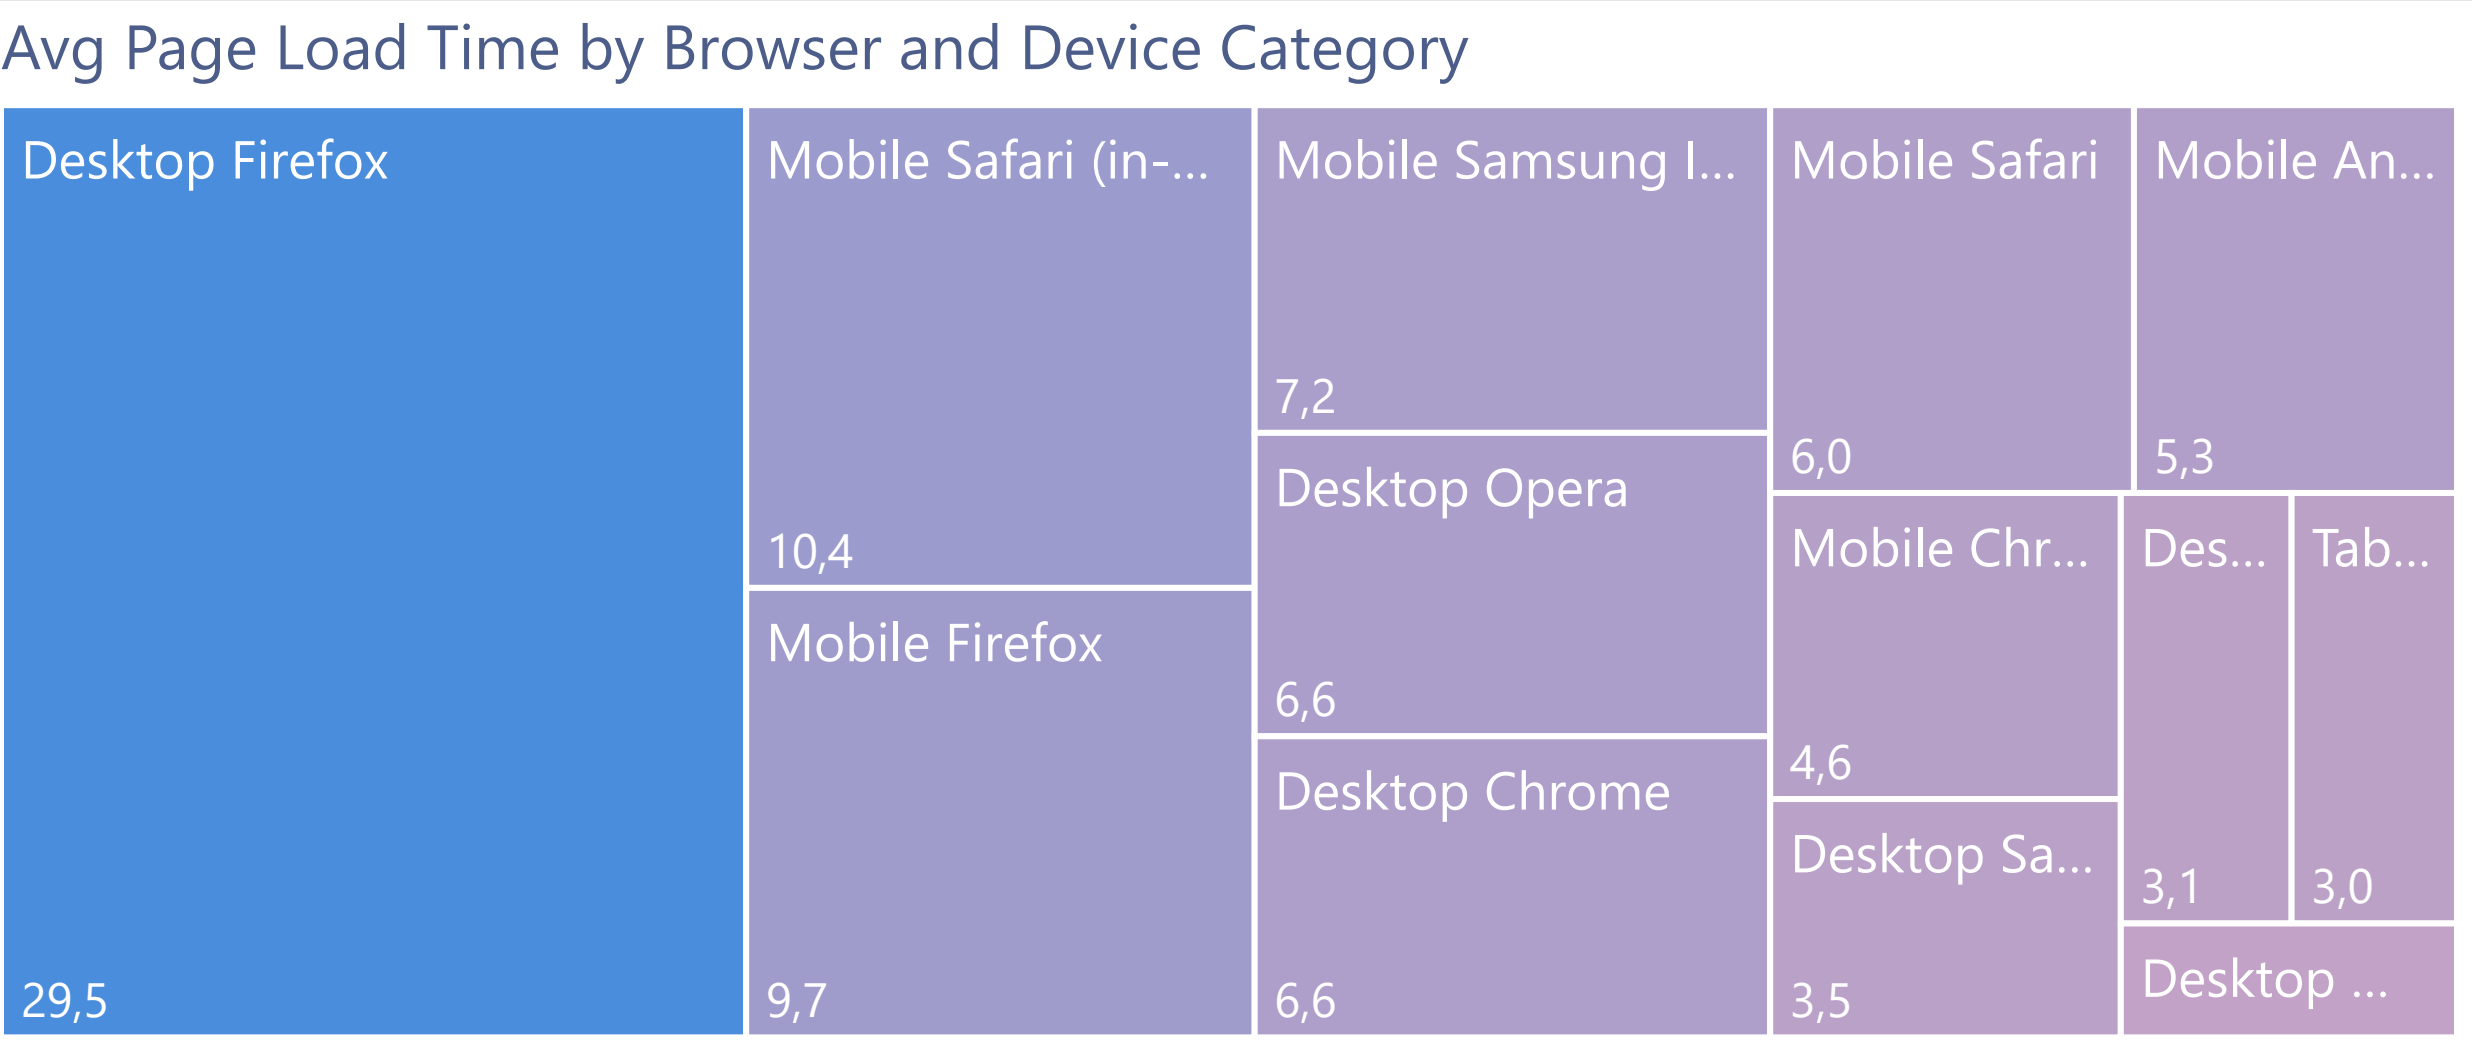 Avg Page Load Time by Browser and Device Category
Desktop Firefox
29,5
Mobile Safari (in-...
10,4
Mobile Firefox
9,7
Mobile Samsung I...
7,2
Desktop Opera
6,6
Desktop Chrome
6,6
Mobile Safari
6,0
Mobile An...
5,3
Mobile Chr...
4,6
Desktop Sa...
3,5
Des...
3,1
Tab...
3,0
Desktop ...